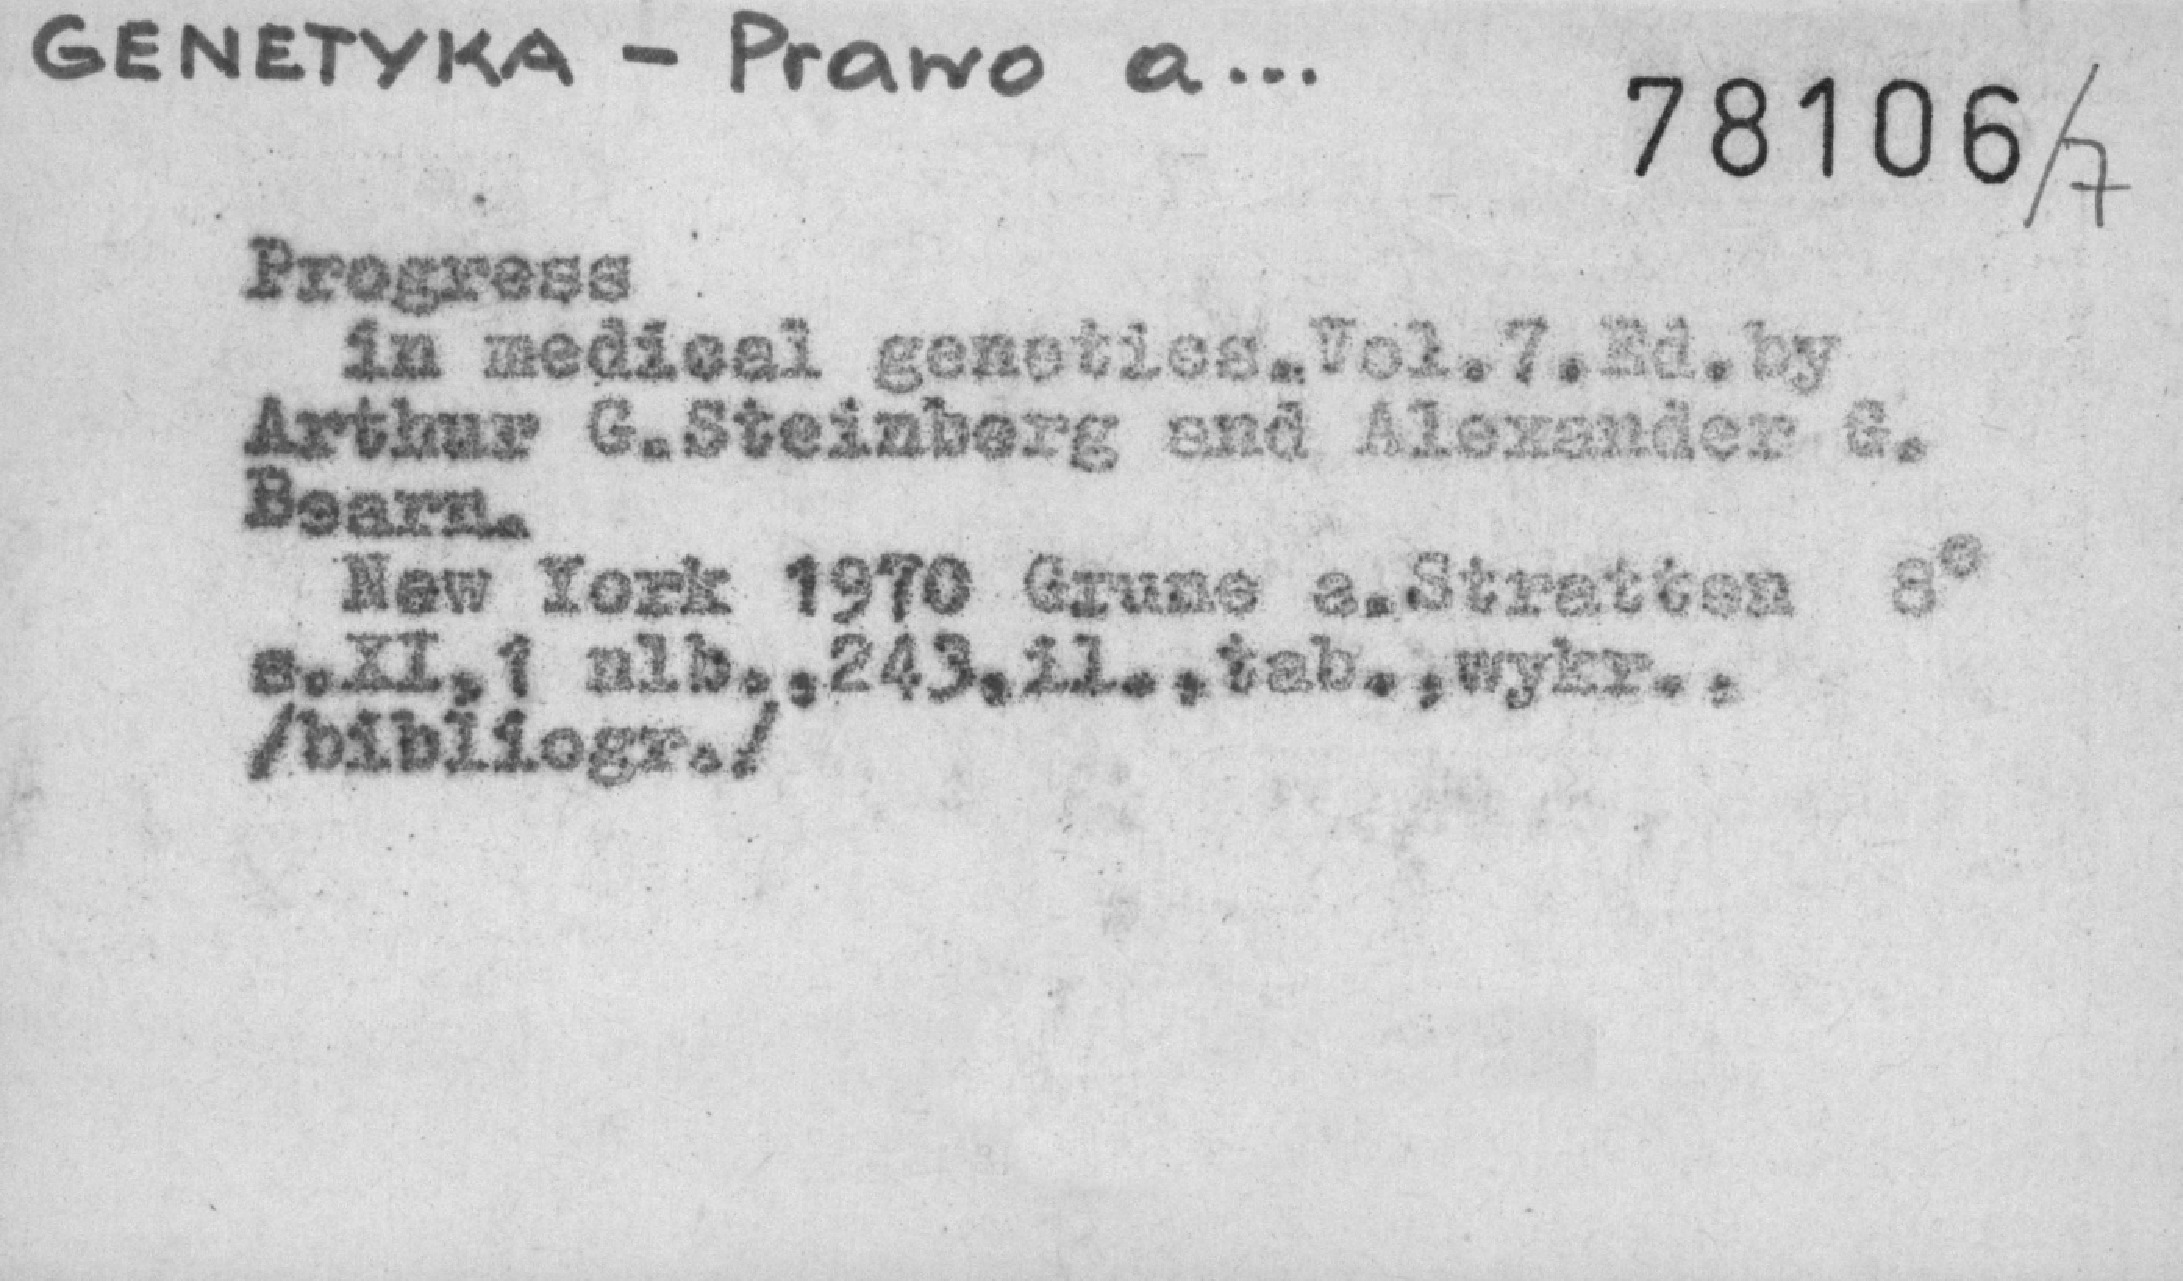 GENETYKA - Prawo a...
78106/7
Progress
in medical genetics.Vol.7.Ed.by
Arthur G.Steinberg and Alexander G.
Bearn.
New York 1970 Grune a.Stratton 8°
s.XI,1 nlb.,243,il.,tab.,wykr.,
/bibliogr./